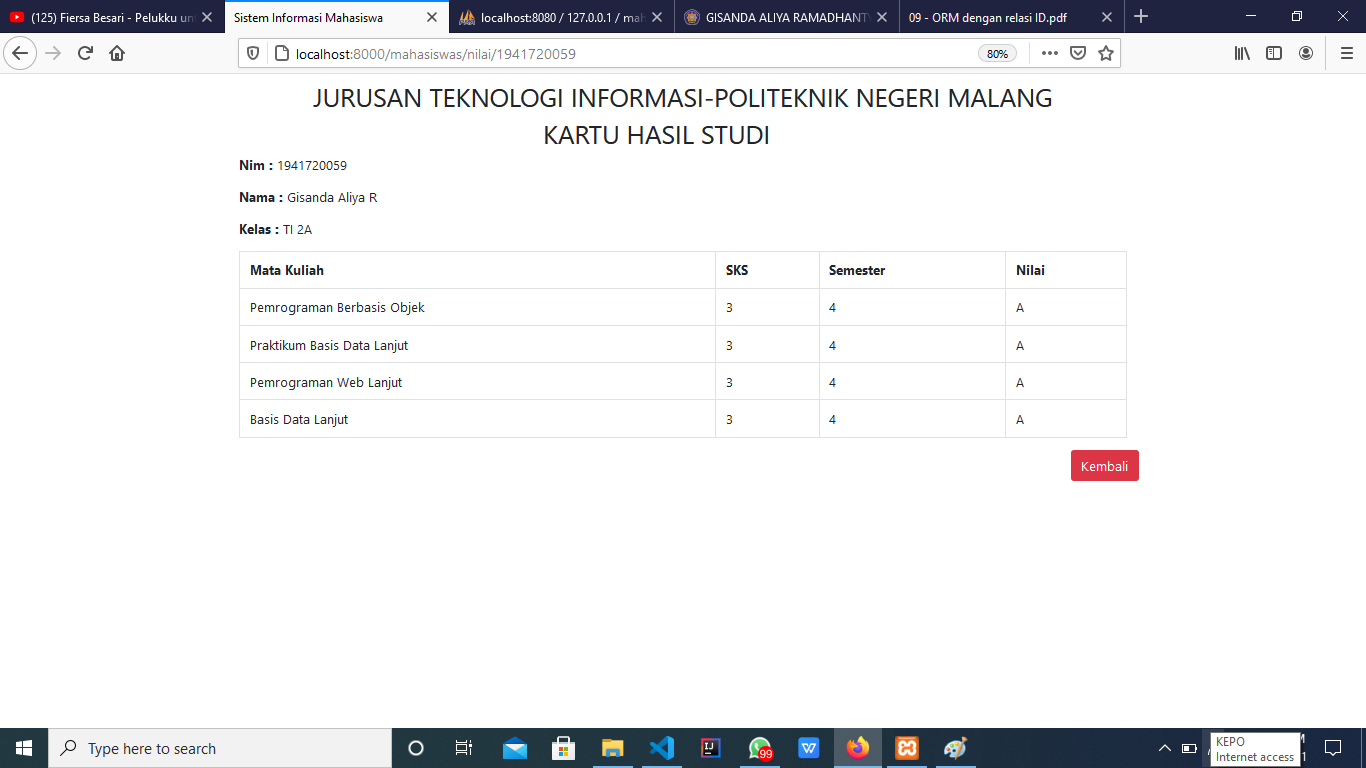 (125) Fiersa Besari - Pelukku un
Sistem Informasi Mahasiswa
localhost:8080 / 127.0.0.1 / mah
GISANDA ALIYA RAMADHANTY
09 - ORM dengan relasi ID.pdf
localhost:8000/mahasiswas/nilai/1941720059
80%
JURUSAN TEKNOLOGI INFORMASI-POLITEKNIK NEGERI MALANG
KARTU HASIL STUDI
Nim : 1941720059
Nama : Gisanda Aliya R
Kelas : TI 2A
Mata Kuliah SKS Semester Nilai
Pemrograman Berbasis Objek 3 4 A
Praktikum Basis Data Lanjut 3 4 A
Pemrograman Web Lanjut 3 4 A
Basis Data Lanjut 3 4 A
Kembali
Type here to search
99
KEPO
Internet access